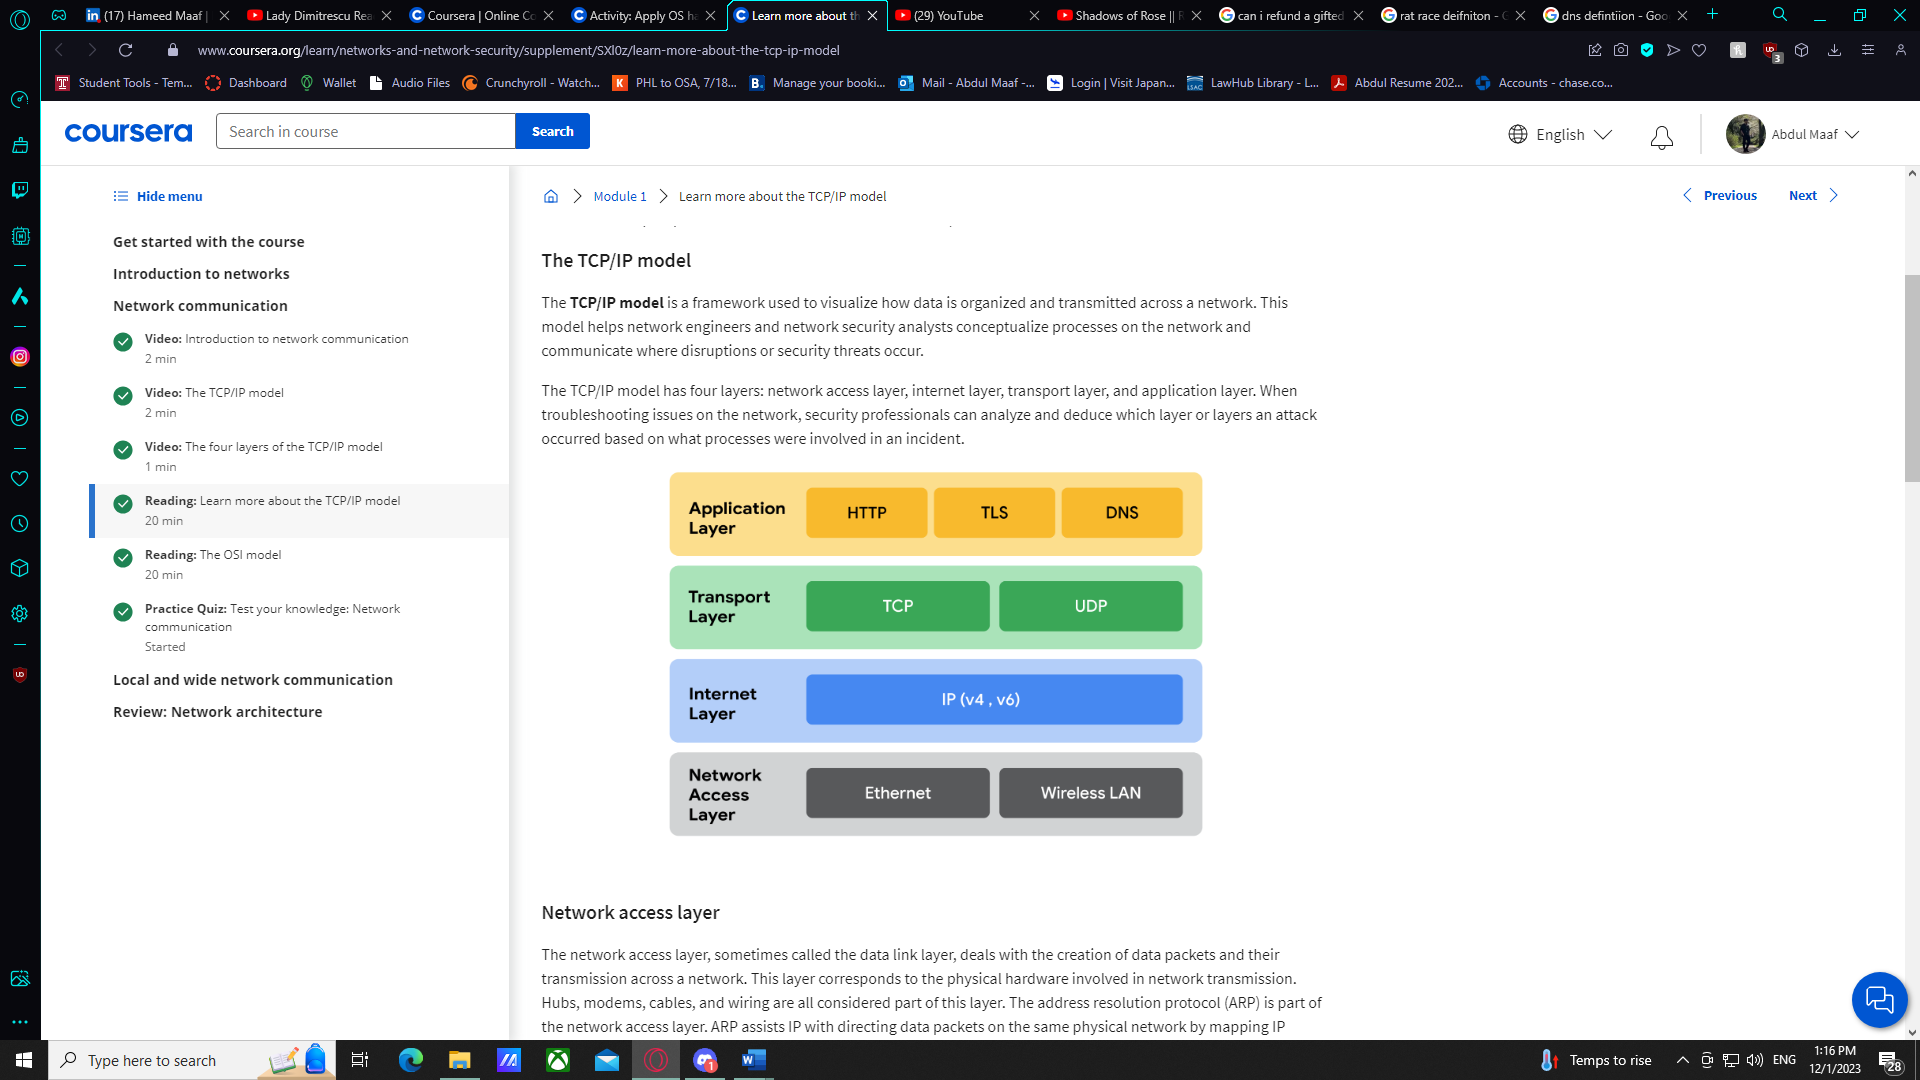 (17) Hameed Maaf |
Lady Dimitrescu Rea
Coursera | Online Co
Activity: Apply OS ha
Learn more about th
(29) YouTube
Shadows of Rose || R
can i refund a gifted
rat race deifniton - G
dns defintiion - Goo
www.coursera.org/learn/networks-and-network-security/supplement/SXl0z/learn-more-about-the-tcp-ip-model
3
Student Tools - Tem...
Dashboard
Wallet
Audio Files
Crunchyroll - Watch...
PHL to OSA, 7/18...
Manage your booki...
Mail - Abdul Maaf -...
Login | Visit Japan...
LawHub Library - L...
Abdul Resume 202...
Accounts - chase.co...
coursera
Search in course
Search
English
Abdul Maaf
Hide menu
Module 1
Learn more about the TCP/IP model
Previous
Next
Get started with the course
Introduction to networks
Network communication
Video: Introduction to network communication
2 min
Video: The TCP/IP model
2 min
Video: The four layers of the TCP/IP model
1 min
Reading: Learn more about the TCP/IP model
20 min
Reading: The OSI model
20 min
Practice Quiz: Test your knowledge: Network
communication
Started
Local and wide network communication
Review: Network architecture
The TCP/IP model
The TCP/IP model is a framework used to visualize how data is organized and transmitted across a network. This
model helps network engineers and network security analysts conceptualize processes on the network and
communicate where disruptions or security threats occur.
The TCP/IP model has four layers: network access layer, internet layer, transport layer, and application layer. When
troubleshooting issues on the network, security professionals can analyze and deduce which layer or layers an attack
occurred based on what processes were involved in an incident.
Application
Layer
HTTP
TLS
DNS
Transport
Layer
TCP
UDP
Internet
Layer
IP (v4 , v6)
Network
Access
Layer
Ethernet
Wireless LAN
Network access layer
The network access layer, sometimes called the data link layer, deals with the creation of data packets and their
transmission across a network. This layer corresponds to the physical hardware involved in network transmission.
Hubs, modems, cables, and wiring are all considered part of this layer. The address resolution protocol (ARP) is part of
the network access layer. ARP assists IP with directing data packets on the same physical network by mapping IP
Type here to search
1
Temps to rise
ENG
1:16 PM
12/1/2023
28